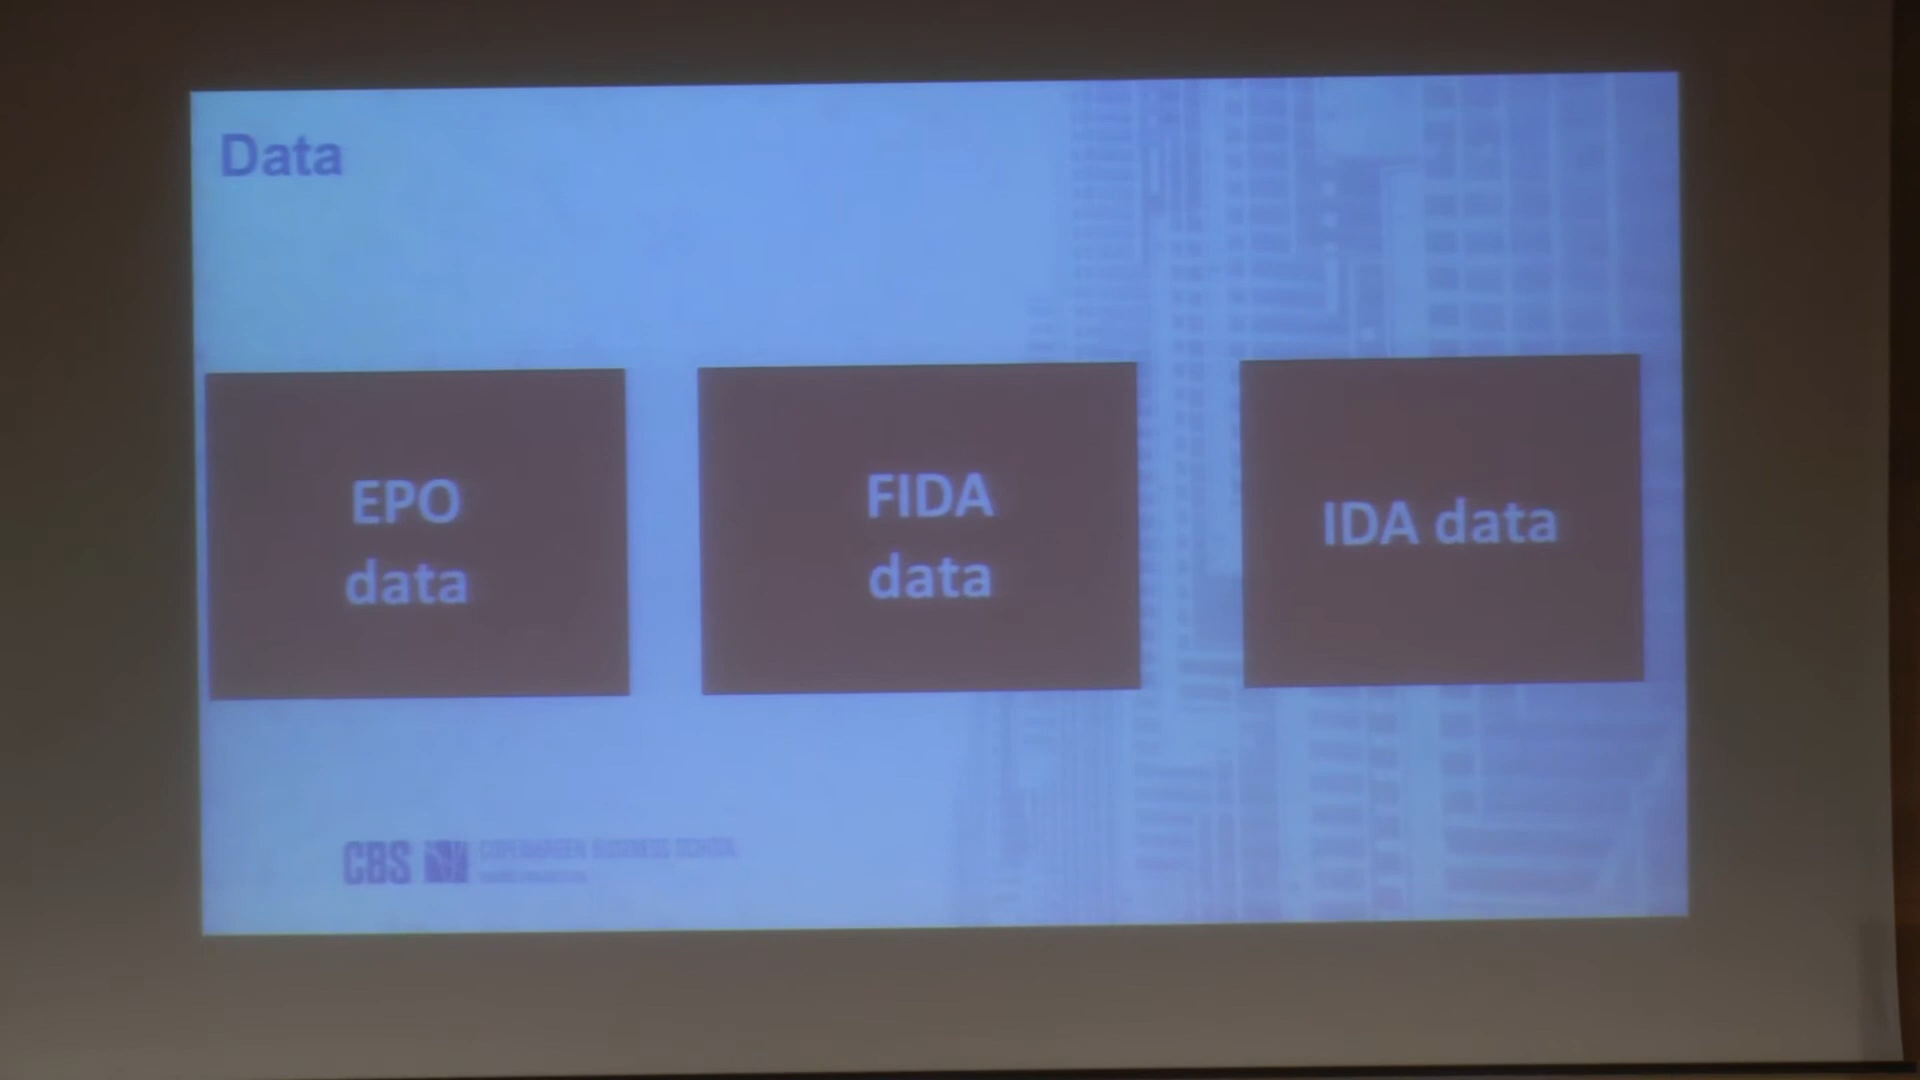 Data
EPO
data
FIDA
data
IDA data
CBS
COPENHAGEN BUSINESS SCHOOL